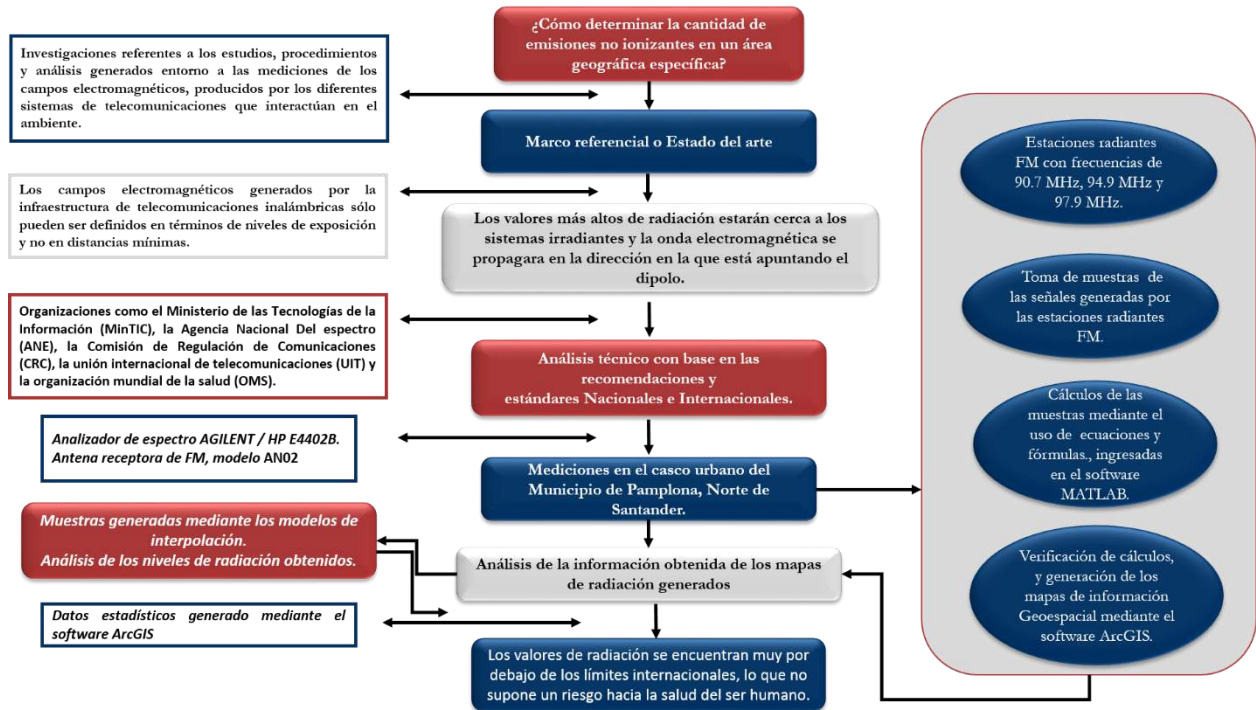 ¿Cómo determinar la cantidad de
emisiones no ionizantes en un área
geográfica específica?
Investigaciones referentes a los estudios, procedimientos
y análisis generados entorno a las mediciones de los
campos electromagnéticos, producidos por los diferentes
sistemas de telecomunicaciones que interactúan en el
ambiente.
Marco referencial o Estado del arte
Los campos electromagnéticos generados por la
infraestructura de telecomunicaciones inalámbricas sólo
pueden ser definidos en términos de niveles de exposición
y no en distancias mínimas.
Los valores más altos de radiación estarán cerca a los
sistemas irradiantes y la onda electromagnética se
propagara en la dirección en la que está apuntando el
dipolo.
Organizaciones como el Ministerio de las Tecnologías de la
Información (MinTIC), la Agencia Nacional Del espectro
(ANE), la Comisión de Regulación de Comunicaciones
(CRC), la unión internacional de telecomunicaciones (UIT) y
la organización mundial de la salud (OMS).
Análisis técnico con base en las
recomendaciones y
estándares Nacionales e Internacionales.
Analizador de espectro AGILENT / HP E4402B.
Antena receptora de FM, modelo AN02
Mediciones en el casco urbano del
Municipio de Pamplona, Norte de
Santander.
Muestras generadas mediante los modelos de
interpolación.
Análisis de los niveles de radiación obtenidos.
Análisis de la información obtenida de los mapas
de radiación generados
Datos estadísticos generado mediante el
software ArcGIS
Los valores de radiación se encuentran muy por
debajo de los límites internacionales, lo que no
supone un riesgo hacia la salud del ser humano.
Estaciones radiantes
FM con frecuencias de
90.7 MHz, 94.9 MHz y
97.9 MHz.
Toma de muestras de
las señales generadas por
las estaciones radiantes
FM.
Cálculos de las
muestras mediante el
uso de ecuaciones y
fórmulas., ingresadas
en el software
MATLAB.
Verificación de cálculos,
y generación de los
mapas de información
Geoespacial mediante el
software ArcGIS.